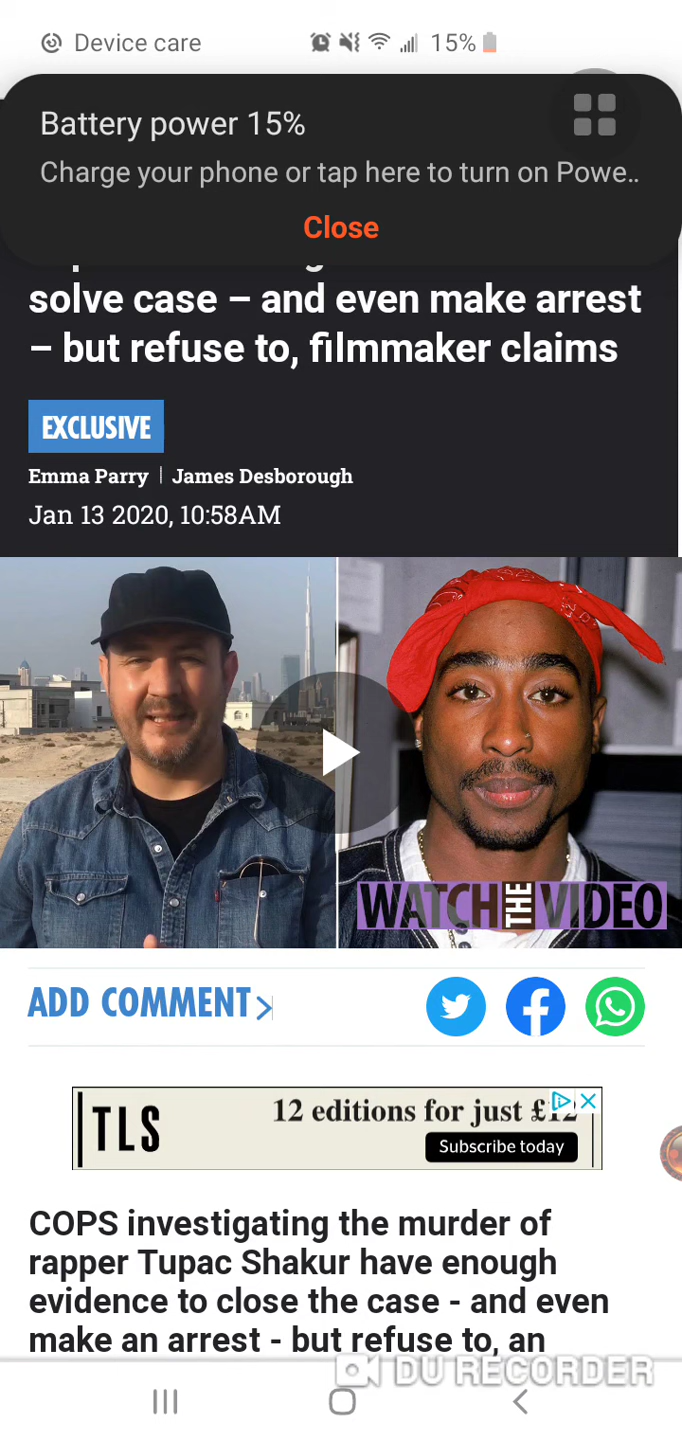 Device care 15%
Battery power 15%
Charge your phone or tap here to turn on Powe..
Close
solve case – and even make arrest
– but refuse to, filmmaker claims
EXCLUSIVE
Emma Parry | James Desborough
Jan 13 2020, 10:58AM
WATCH THE VIDEO
ADD COMMENT
TLS
12 editions for just £12
Subscribe today
COPS investigating the murder of
rapper Tupac Shakur have enough
evidence to close the case - and even
make an arrest - but refuse to, an
DU RECORDER